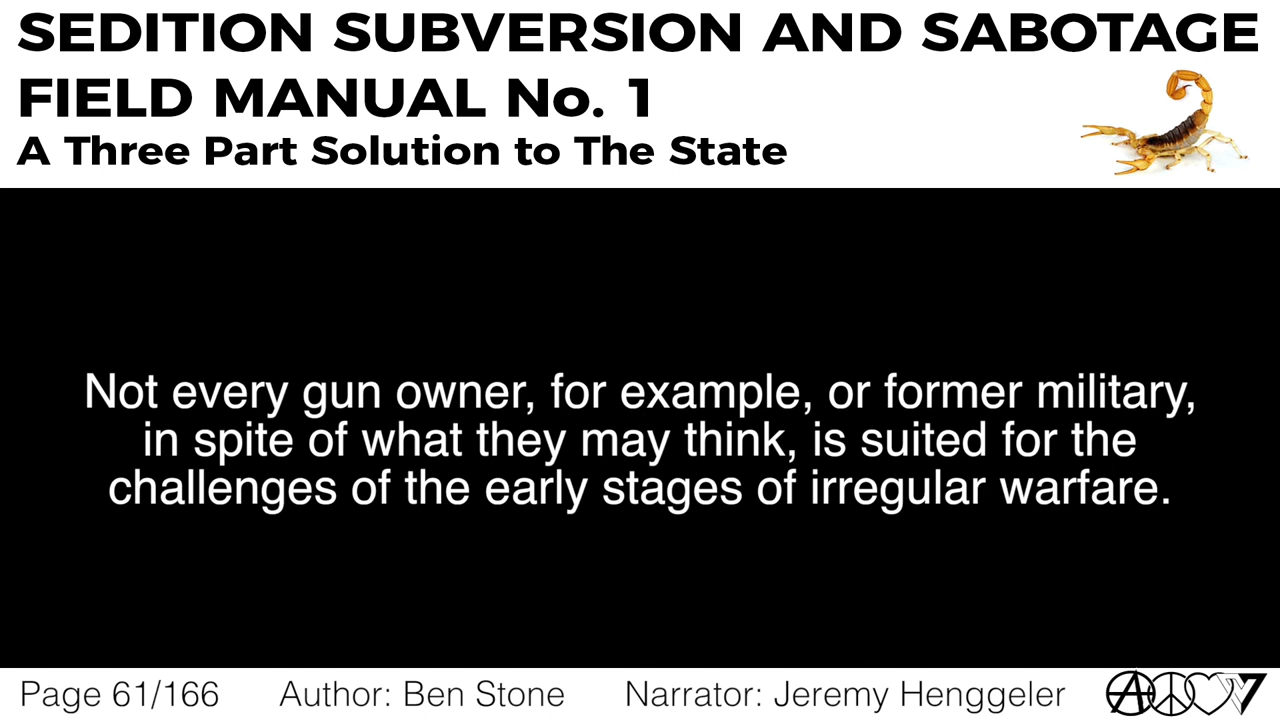 SEDITION SUBVERSION AND SABOTAGE
FIELD MANUAL No. 1
A Three Part Solution to The State
Not every gun owner, for example, or former military,
in spite of what they may think, is suited for the
challenges of the early stages of irregular warfare.
Page 61/166 Author: Ben Stone Narrator: Jeremy Henggeler